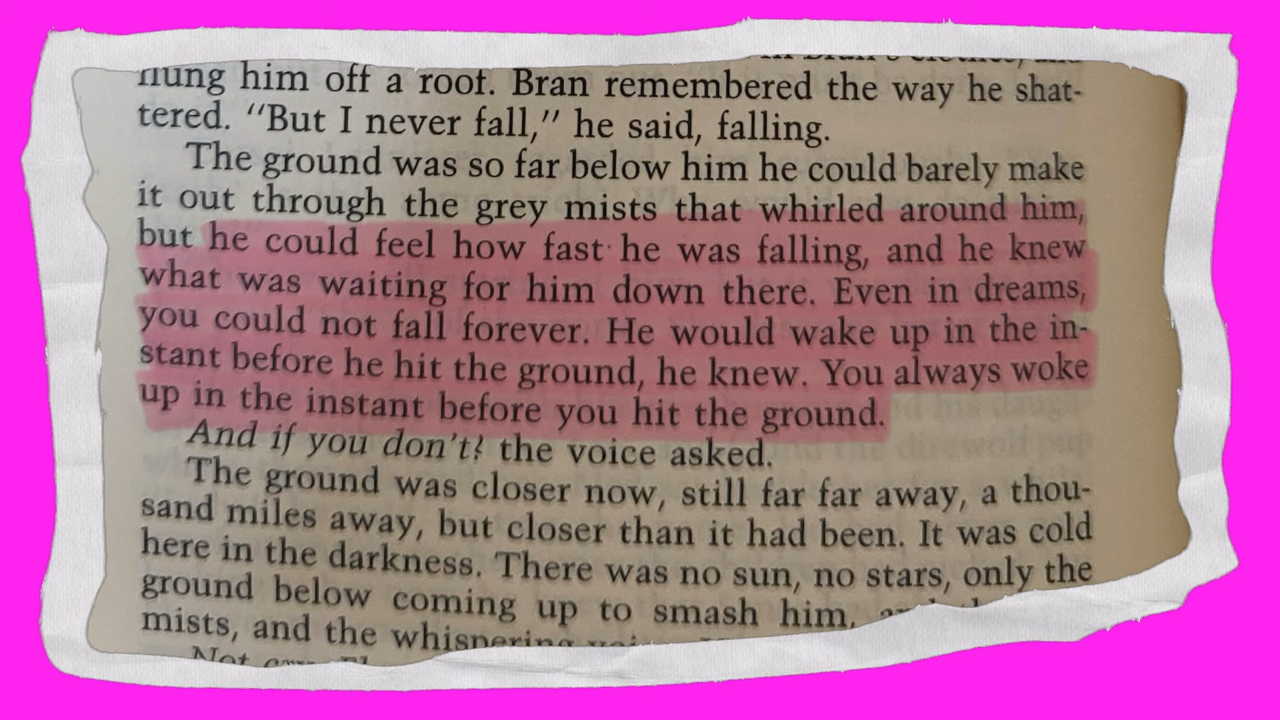 hung him off a roof. Bran remembered the way he shat-
tered. “But I never fall,” he said, falling.
The ground was so far below him he could barely make
it out through the grey mists that whirled around him,
but he could feel how fast he was falling, and he knew
what was waiting for him down there. Even in dreams,
you could not fall forever. He would wake up in the in-
stant before he hit the ground, he knew. You always woke
up in the instant before you hit the ground.
And if you don’t? the voice asked.
The ground was closer now, still far far away, a thou-
sand miles away, but closer than it had been. It was cold
here in the darkness. There was no sun, no stars, only the
ground below coming up to smash him,
mists, and the whispering
Not